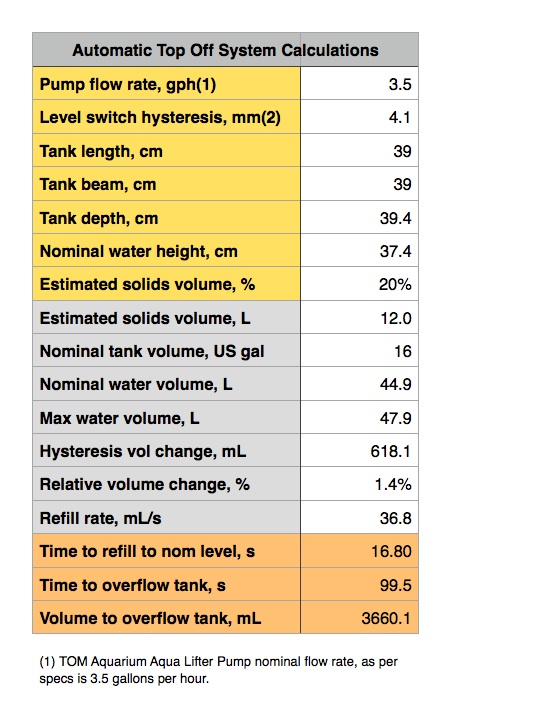 Automatic Top Off System Calculations
Pump flow rate, gph(1) 3.5
Level switch hysteresis, mm(2) 4.1
Tank length, cm 39
Tank beam, cm 39
Tank depth, cm 39.4
Nominal water height, cm 37.4
Estimated solids volume, % 20%
Estimated solids volume, L 12.0
Nominal tank volume, US gal 16
Nominal water volume, L 44.9
Max water volume, L 47.9
Hysteresis vol change, mL 618.1
Relative volume change, % 1.4%
Refill rate, mL/s 36.8
Time to refill to nom level, s 16.80
Time to overflow tank, s 99.5
Volume to overflow tank, mL 3660.1
(1) TOM Aquarium Aqua Lifter Pump nominal flow rate, as per
specs is 3.5 gallons per hour.